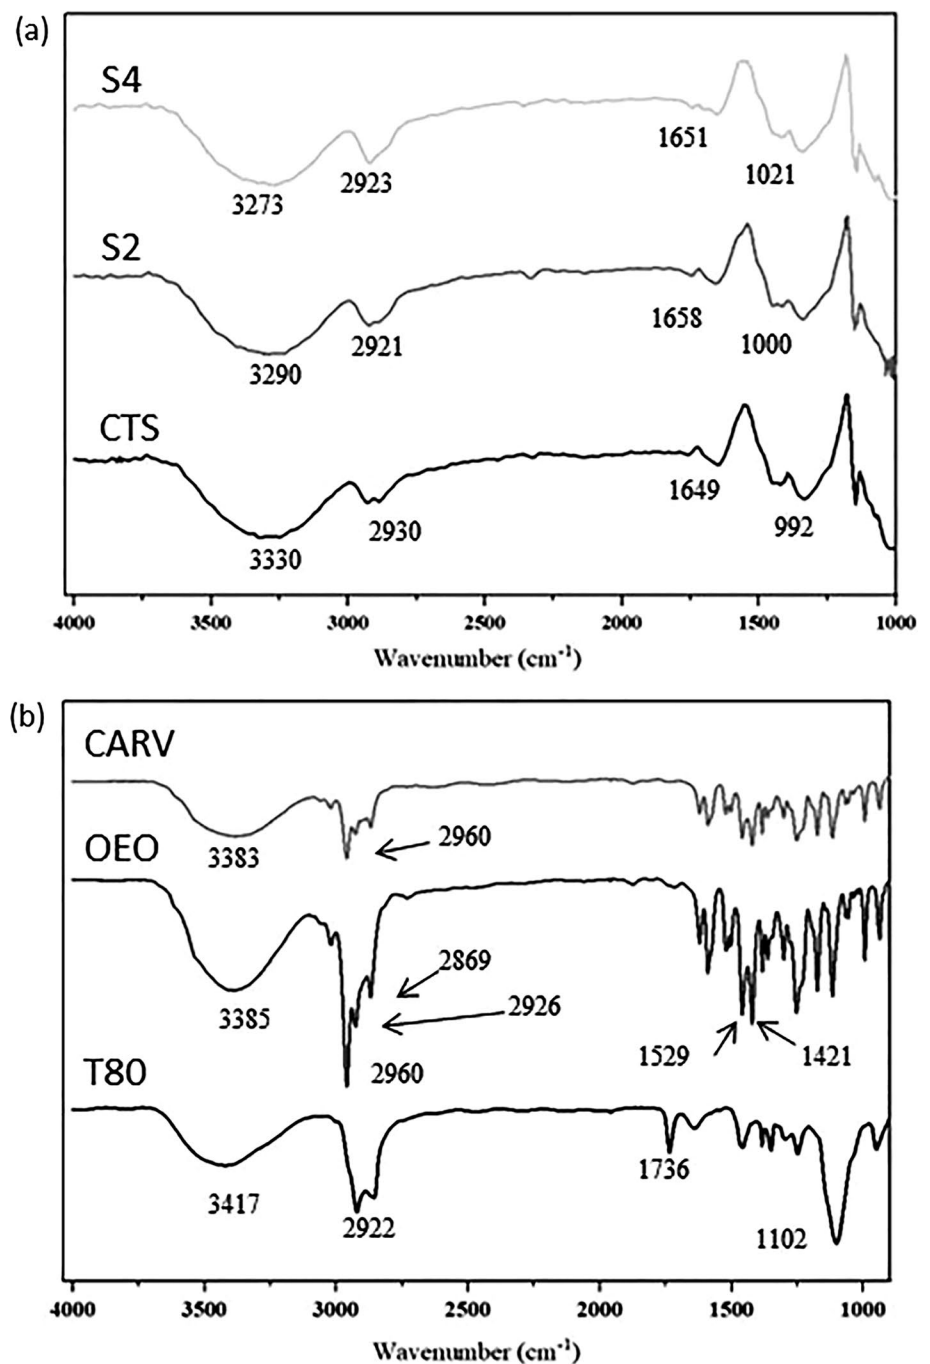 (a)
S4
3273
2923
1651
1021
S2
3290
2921
1658
1000
CTS
3330
2930
1649
992
4000 3500 3000 2500 2000 1500 1000
Wavenumber (cm⁻¹)
(b)
CARV
3383
2960
OEO
3385
2869
2926
2960
1529
1421
T80
3417
2922
1736
1102
4000 3500 3000 2500 2000 1500 1000
Wavenumber (cm⁻¹)